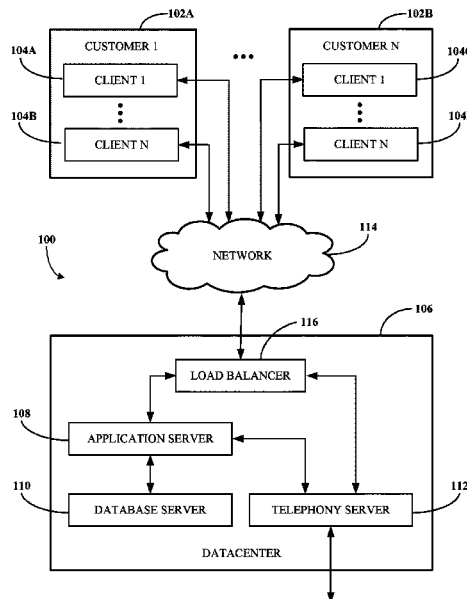 102A
102B
CUSTOMER 1
CUSTOMER N
104A
CLIENT 1
CLIENT 1
104B
CLIENT N
CLIENT N
100
NETWORK
114
106
116
LOAD BALANCER
108
APPLICATION SERVER
110
DATABASE SERVER
TELEPHONY SERVER
112
DATACENTER